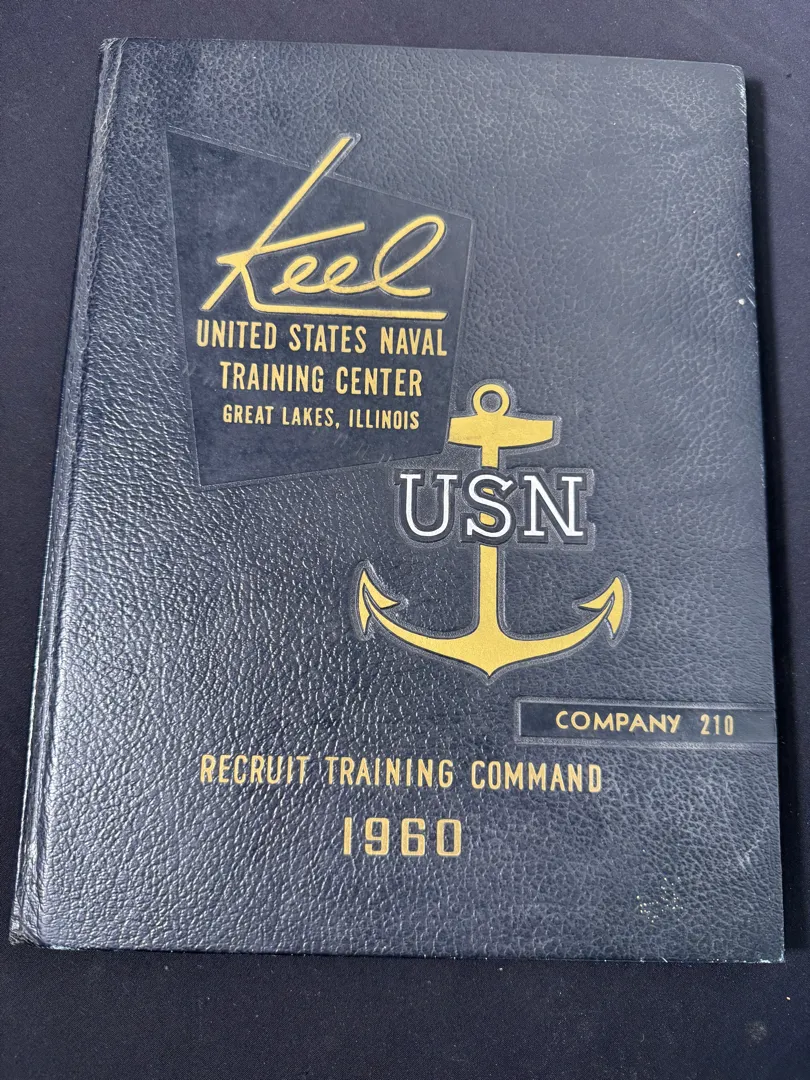 Keel
UNITED STATES NAVAL
TRAINING CENTER
GREAT LAKES, ILLINOIS
USN
COMPANY 210
RECRUIT TRAINING COMMAND
1960